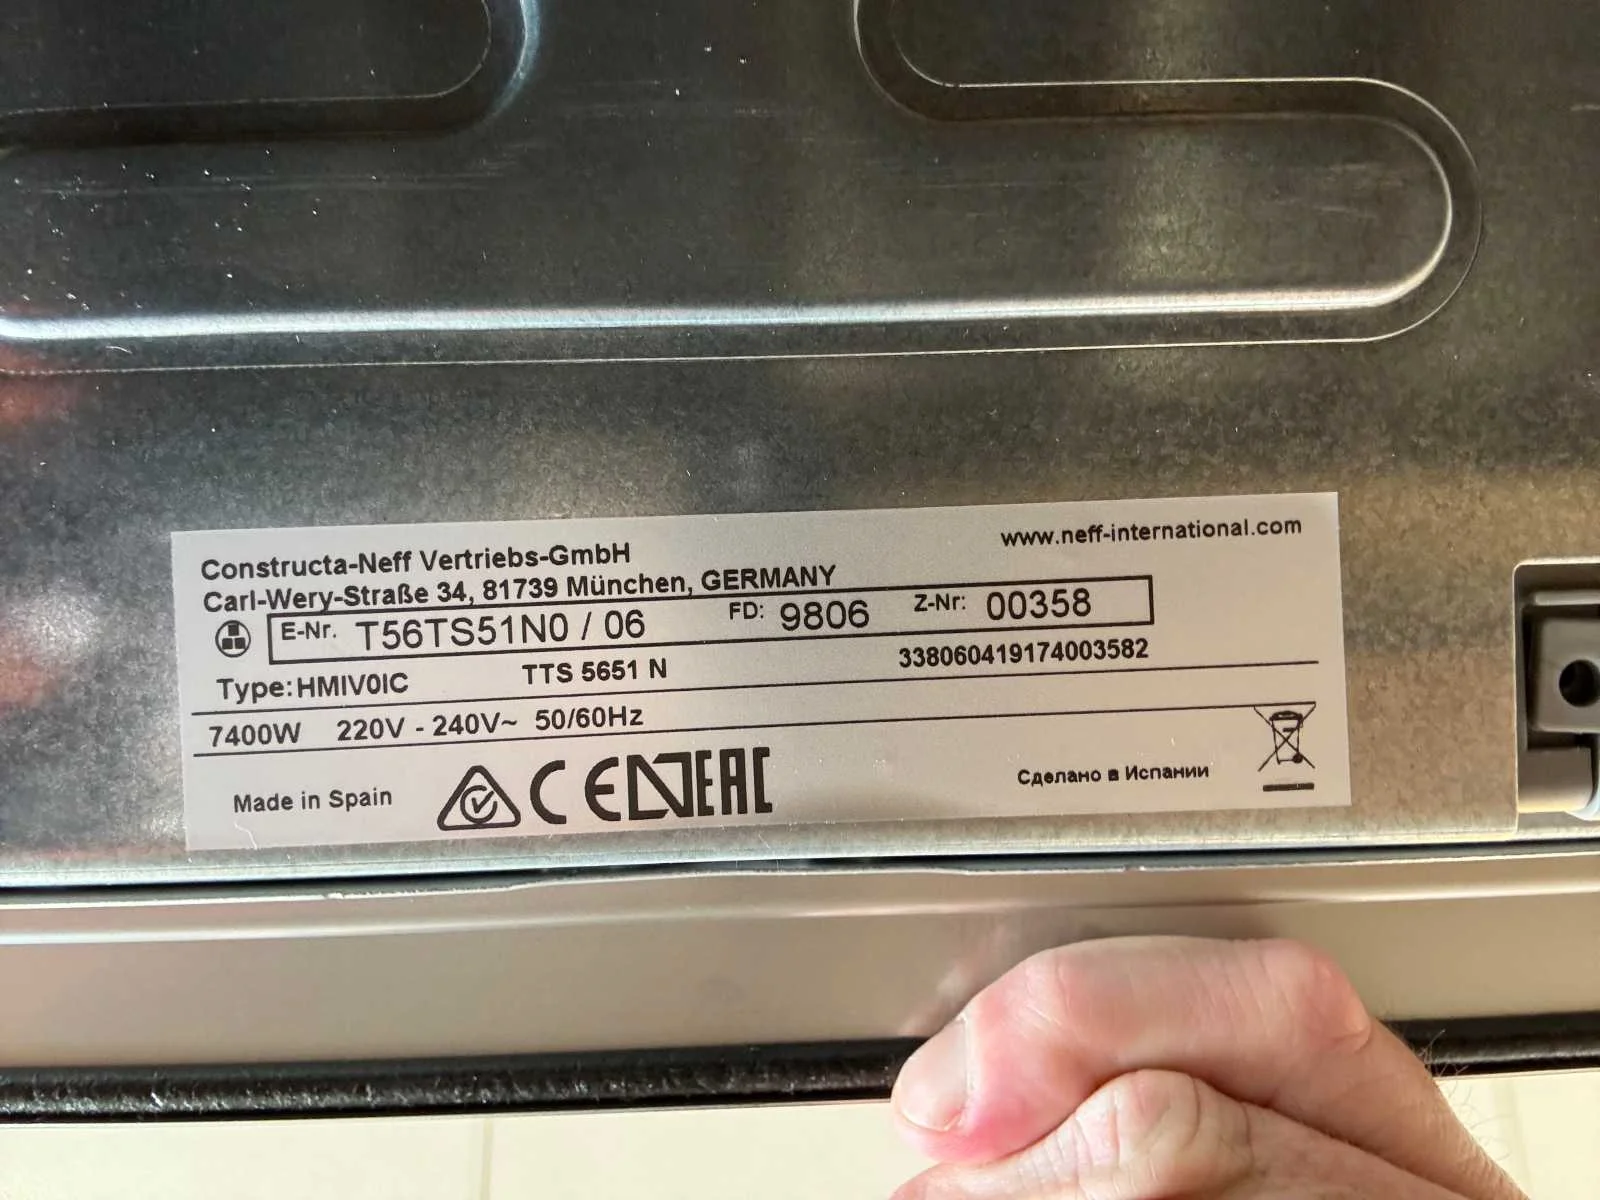 Constructa-Neff Vertriebs-GmbH
www.neff-international.com
Carl-Wery-Straße 34, 81739 München, GERMANY
E-Nr. T56TS51N0 / 06 FD: 9806 Z-Nr: 00358
Type: HMIV0IC TTS 5651 N 338060419174003582
7400W 220V - 240V~ 50/60Hz
Made in Spain CE EAC Сделано в Испании